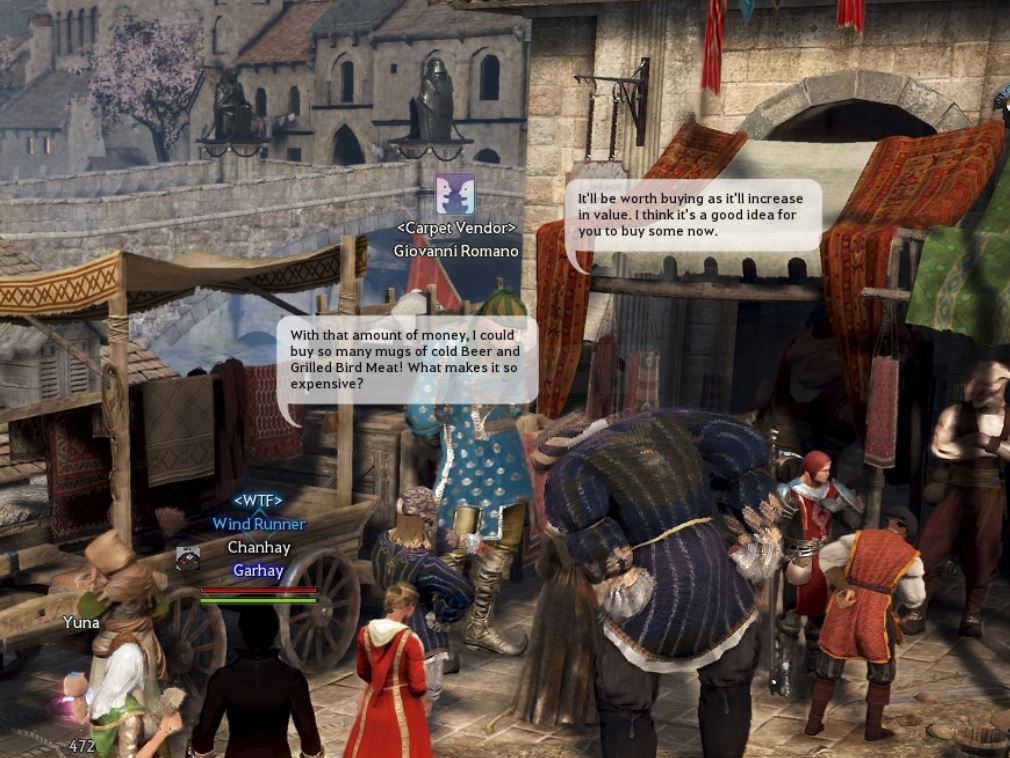 <Carpet Vendor>
Giovanni Romano
It'll be worth buying as it'll increase
in value. I think it's a good idea for
you to buy some now.
With that amount of money, I could
buy so many mugs of cold Beer and
Grilled Bird Meat! What makes it so
expensive?
<WTF>
Wind Runner
Chanhay
Garhay
Yuna
472